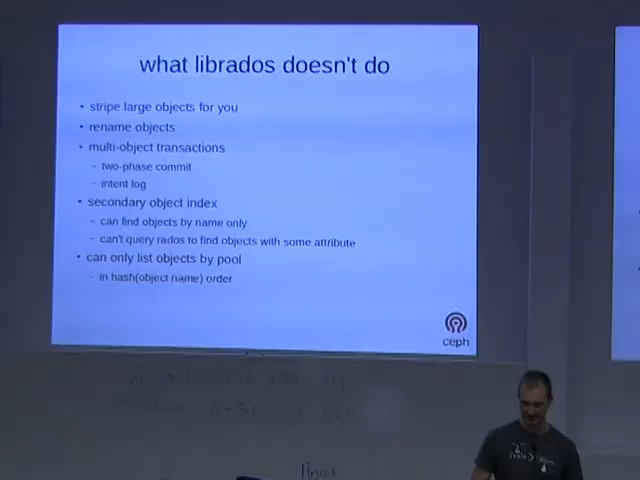 what librados doesn't do
• stripe large objects for you
• rename objects
• multi-object transactions
– two-phase commit
– intent log
• secondary object index
– can find objects by name only
– can't query rados to find objects with some attribute
• can only list objects by pool
– in hash(object name) order
ceph